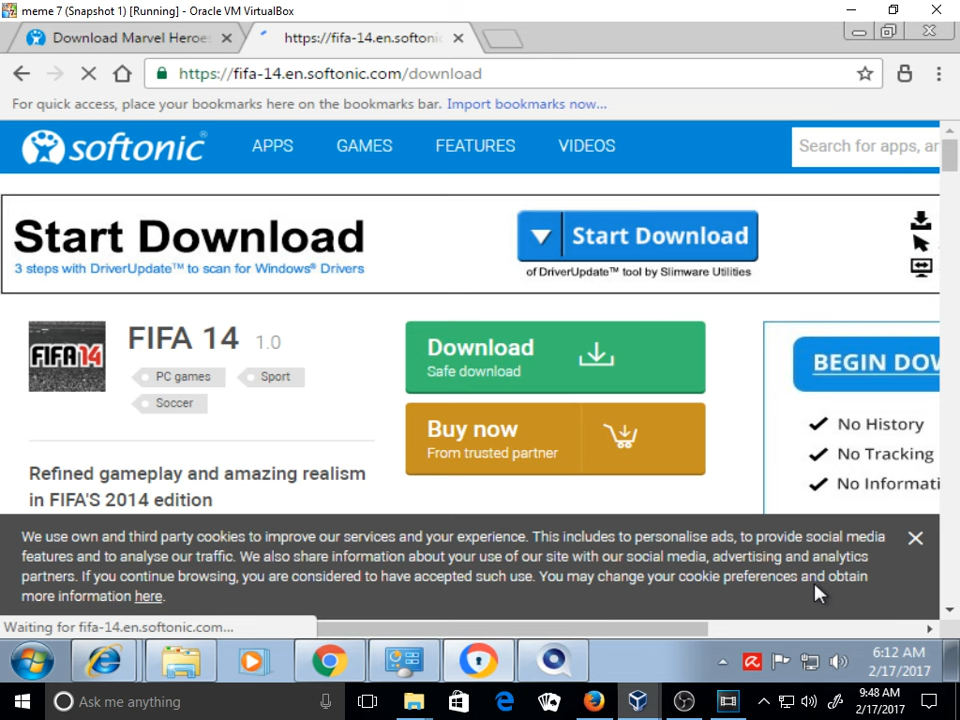 meme 7 (Snapshot 1) [Running] - Oracle VM VirtualBox
Download Marvel Heroes
https://fifa-14.en.softonic
https://fifa-14.en.softonic.com/download
For quick access, place your bookmarks here on the bookmarks bar. Import bookmarks now...
softonic
APPS
GAMES
FEATURES
VIDEOS
Search for apps, ar
Start Download
3 steps with DriverUpdate™ to scan for Windows® Drivers
Start Download
of DriverUpdate™ tool by Slimware Utilities
FIFA14
FIFA 14 1.0
PC games
Sport
Soccer
Download
Safe download
Buy now
From trusted partner
BEGIN DOW
No History
No Tracking
No Informati
Refined gameplay and amazing realism
in FIFA'S 2014 edition
We use own and third party cookies to improve our services and your experience. This includes to personalise ads, to provide social media
features and to analyse our traffic. We also share information about your use of our site with our social media, advertising and analytics
partners. If you continue browsing, you are considered to have accepted such use. You may change your cookie preferences and obtain
more information here.
Waiting for fifa-14.en.softonic.com...
6:12 AM
2/17/2017
Ask me anything
9:48 AM
2/17/2017